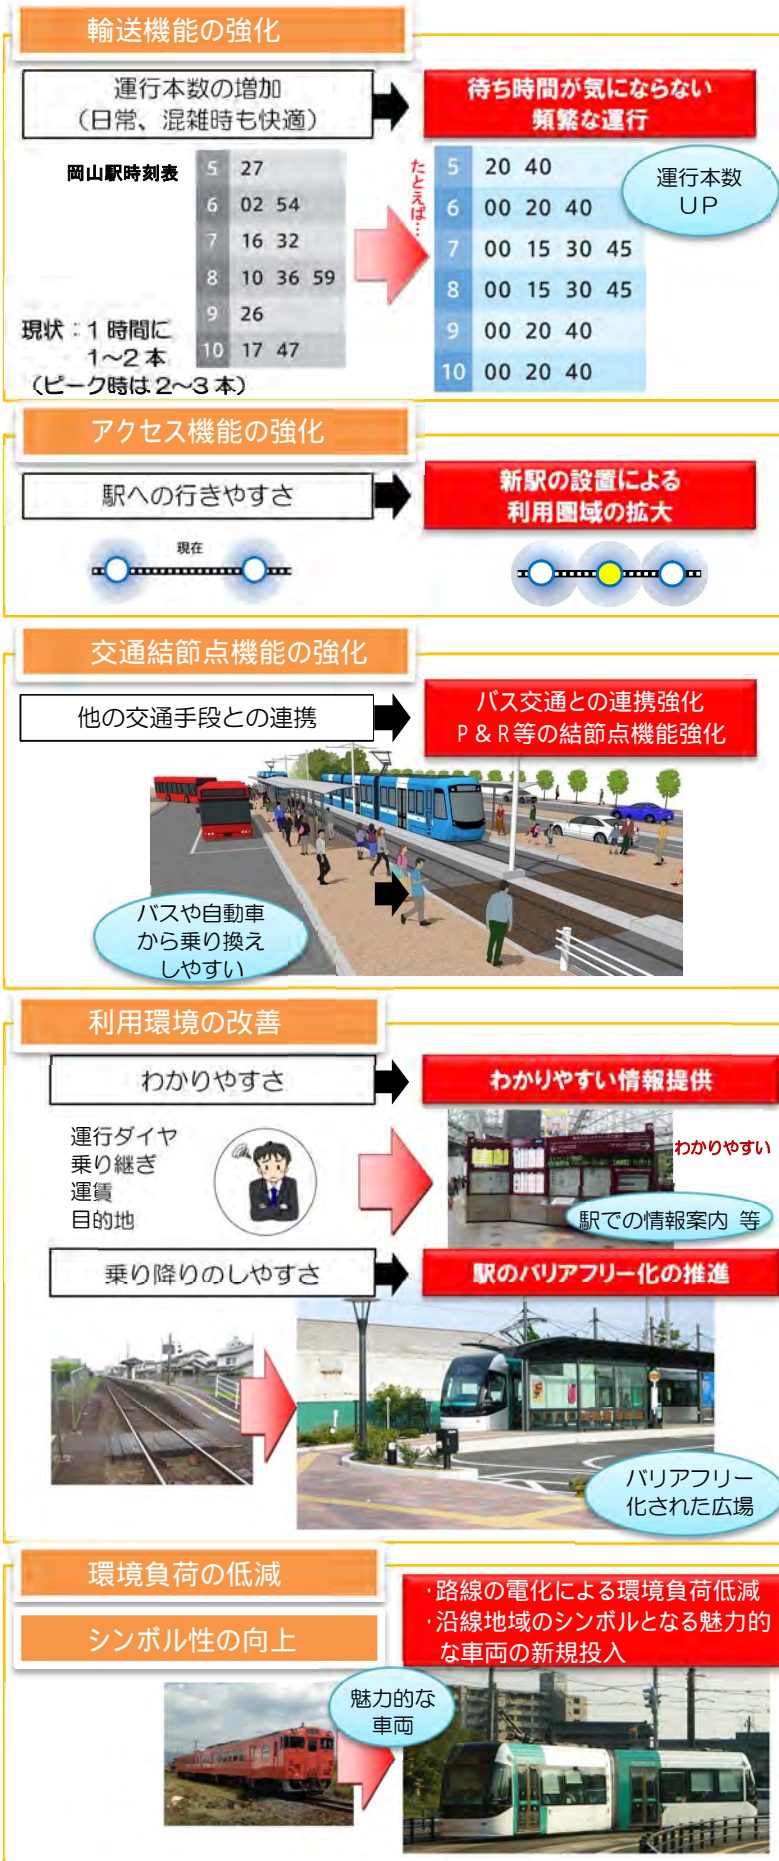 輸送機能の強化
運行本数の増加
（日常、混雑時も快適）
待ち時間が気にならない
頻繁な運行
岡山駅時刻表
5 27
6 02 54
7 16 32
8 10 36 59
9 26
10 17 47
現状：1時間に
1～2本
（ピーク時は2～3本）
たとえば…
5 20 40
6 00 20 40
7 00 15 30 45
8 00 15 30 45
9 00 20 40
10 00 20 40
運行本数
UP
アクセス機能の強化
駅への行きやすさ
新駅の設置による
利用圏域の拡大
現在
交通結節点機能の強化
他の交通手段との連携
バス交通との連携強化
P＆R等の結節点機能強化
バスや自動車
から乗り換え
しやすい
利用環境の改善
わかりやすさ
わかりやすい情報提供
運行ダイヤ
乗り継ぎ
運賃
目的地
わかりやすい
駅での情報案内 等
乗り降りのしやすさ
駅のバリアフリー化の推進
バリアフリー
化された広場
環境負荷の低減
シンボル性の向上
・路線の電化による環境負荷低減
・沿線地域のシンボルとなる魅力的
な車両の新規投入
魅力的な
車両